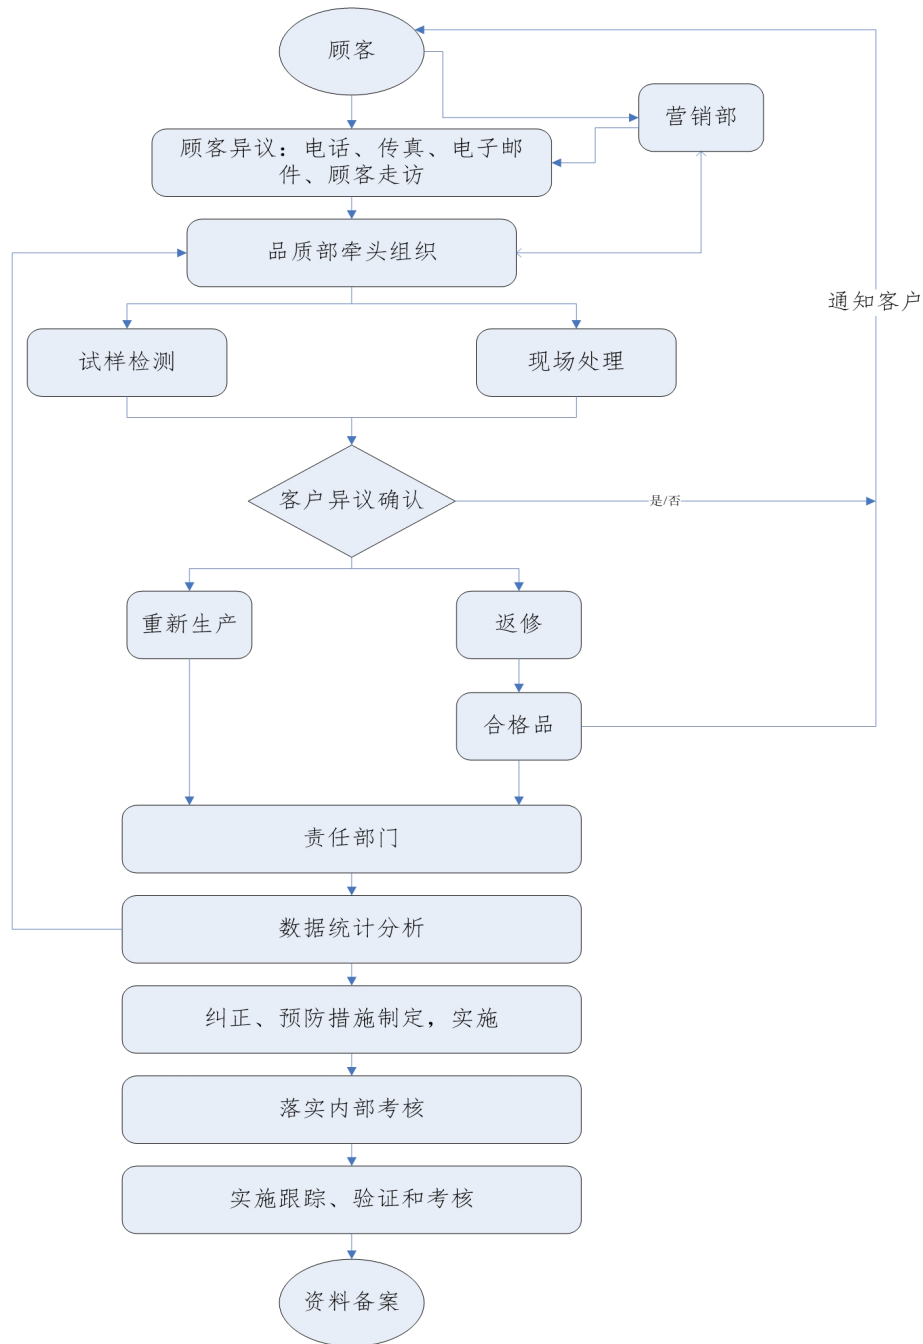 顾客
营销部
顾客异议：电话、传真、电子邮
件、顾客走访
品质部牵头组织
通知客户
试样检测
现场处理
客户异议确认
是/否
重新生产
返修
合格品
责任部门
数据统计分析
纠正、预防措施制定，实施
落实内部考核
实施跟踪、验证和考核
资料备案